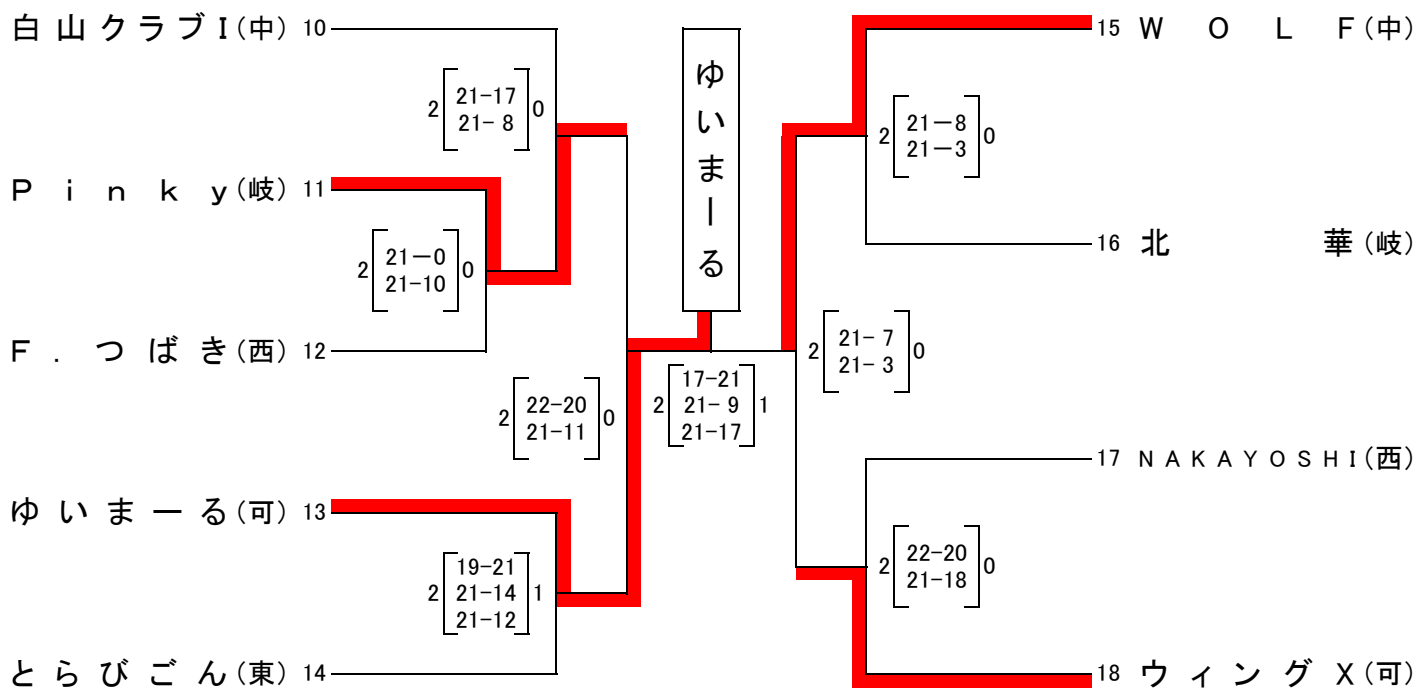 白山クラブI(中) 10
2 21-17 0
21- 8
Pinky(岐) 11
2 21-0 0
21-10
F.つばき(西) 12
2 22-20 0
21-11
ゆいまーる(可) 13
2 19-21 1
21-14
21-12
とらびごん(東) 14
ゆいまーる
2 17-21 1
21- 9
21-17
15 WOLF(中)
2 21-8 0
21-3
16 北華(岐)
2 21- 7 0
21- 3
17 NAKAYOSHI(西)
2 22-20 0
21-18
18 ウィングX(可)